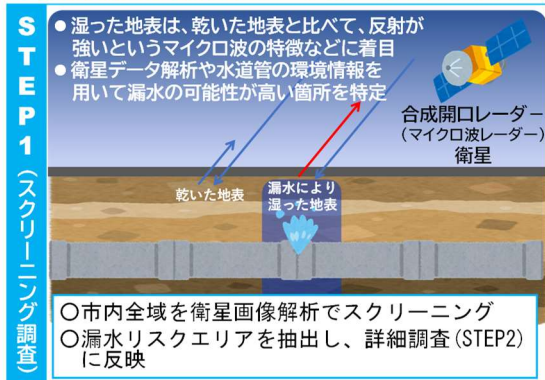 STEP1(スクリーニング調査)
●湿った地表は、乾いた地表と比べて、反射が
強いというマイクロ波の特徴などに着目
●衛星データ解析や水道管の環境情報を
用いて漏水の可能性が高い箇所を特定
合成開口レーダー
(マイクロ波レーダー)
衛星
乾いた地表
漏水により
湿った地表
○市内全域を衛星画像解析でスクリーニング
○漏水リスクエリアを抽出し、詳細調査(STEP2)
に反映